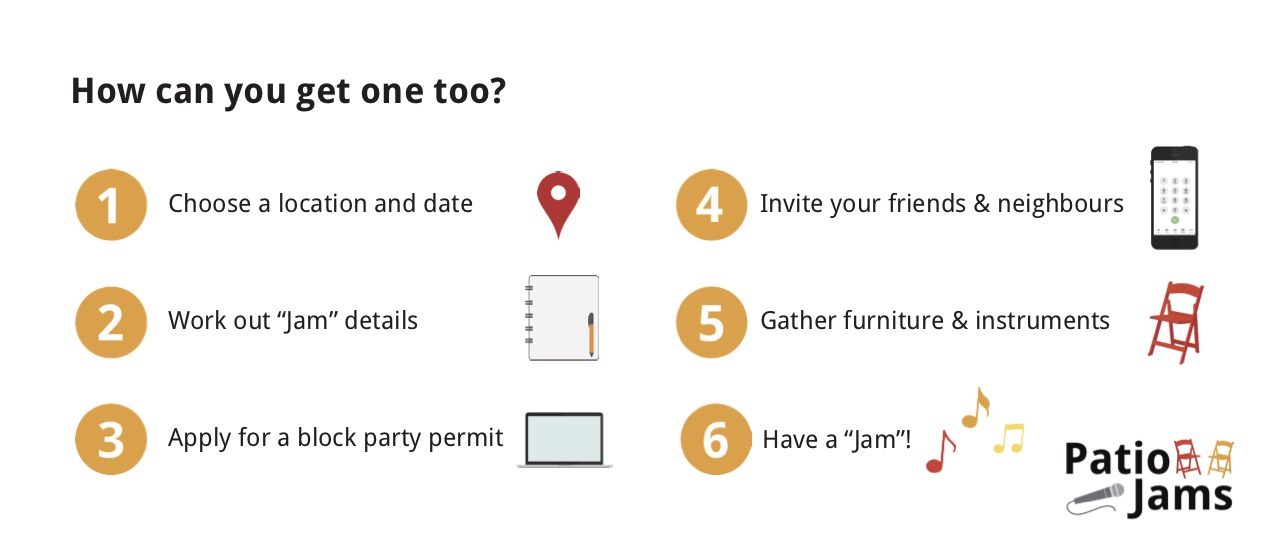 How can you get one too?
1 Choose a location and date
2 Work out “Jam” details
3 Apply for a block party permit
4 Invite your friends & neighbours
5 Gather furniture & instruments
6 Have a “Jam”!
Patio
Jams